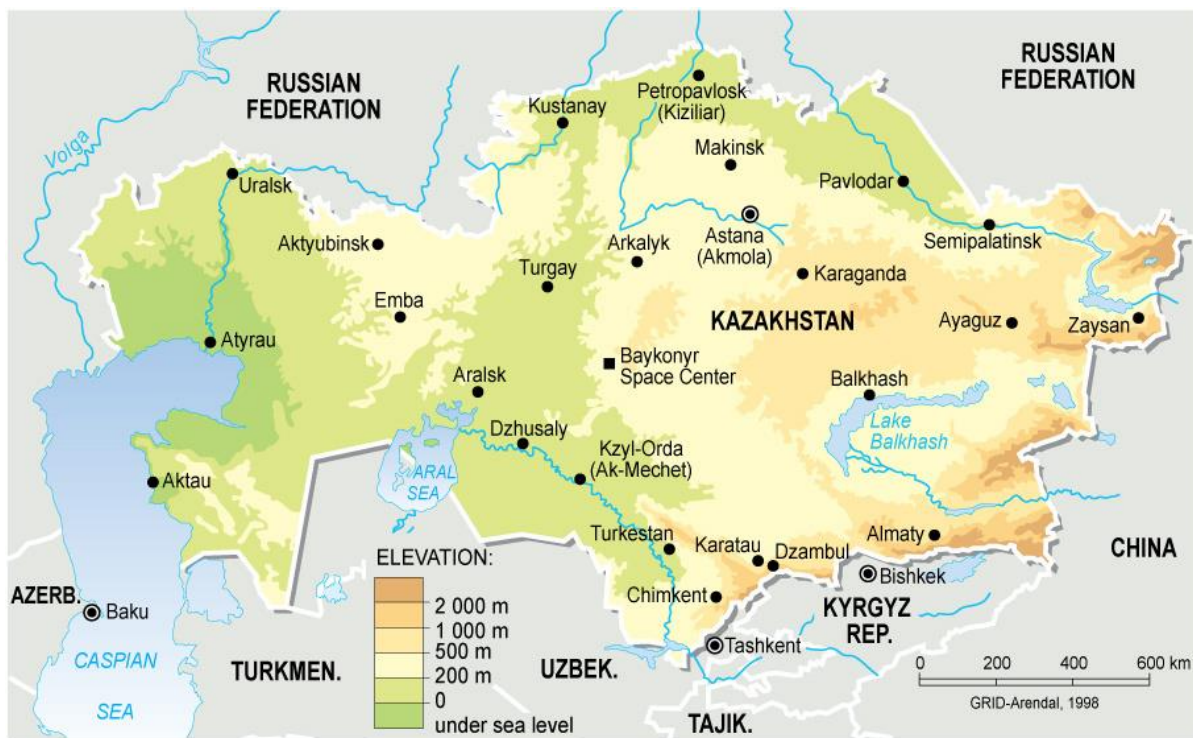 RUSSIAN
FEDERATION
RUSSIAN
FEDERATION
Volga
Petropavlosk
(Kiziliar)
Kustanay
Makinsk
Uralsk
Pavlodar
Aktyubinsk
Arkalyk
Astana
(Akmola)
Semipalatinsk
Turgay
Karaganda
Emba
KAZAKHSTAN
Ayaguz
Zaysan
Atyrau
Baykonyr
Space Center
Aralsk
Balkhash
Dzhusaly
Lake
Balkhash
Kzyl-Orda
(Ak-Mechet)
ARAL
SEA
Aktau
Turkestan
Karatau
Dzambul
Almaty
CHINA
ELEVATION:
2 000 m
1 000 m
500 m
200 m
0
under sea level
Chimkent
Bishkek
AZERB.
Baku
KYRGYZ
REP.
Tashkent
CASPIAN
SEA
TURKMEN.
UZBEK.
TAJIK.
0 200 400 600 km
GRID-Arendal, 1998